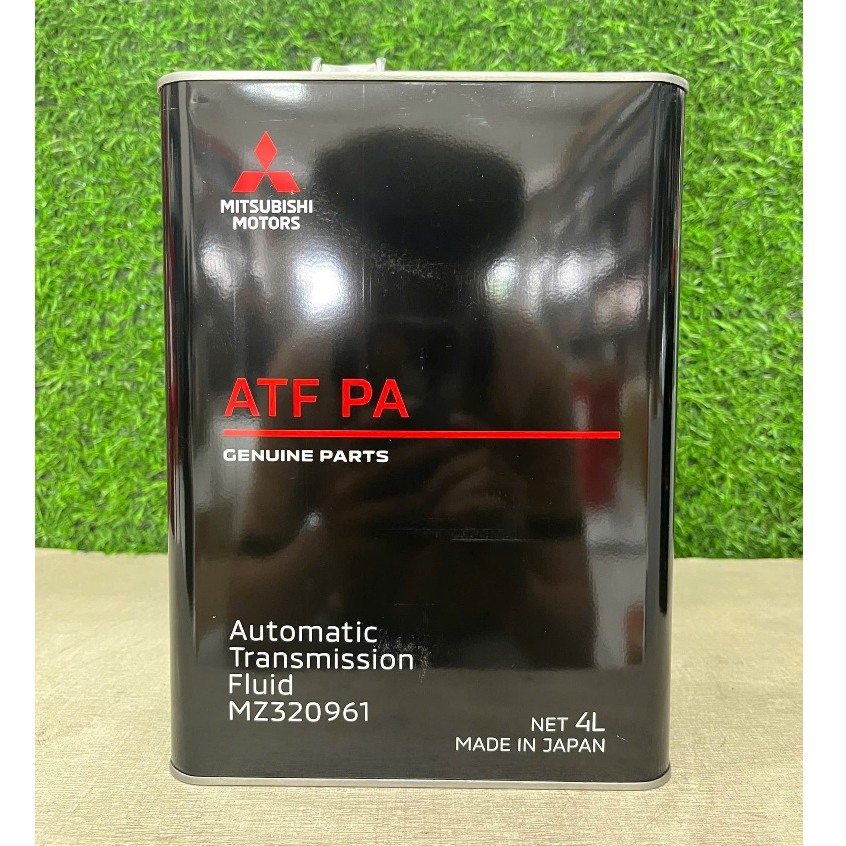 MITSUBISHI
MOTORS
ATF PA
GENUINE PARTS
Automatic
Transmission
Fluid
MZ320961
NET 4L
MADE IN JAPAN